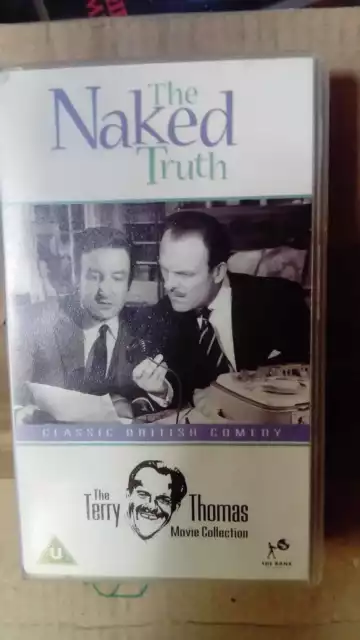 The
Naked
Truth
CLASSIC BRITISH COMEDY
The
Terry Thomas
Movie Collection
U
THE RANK